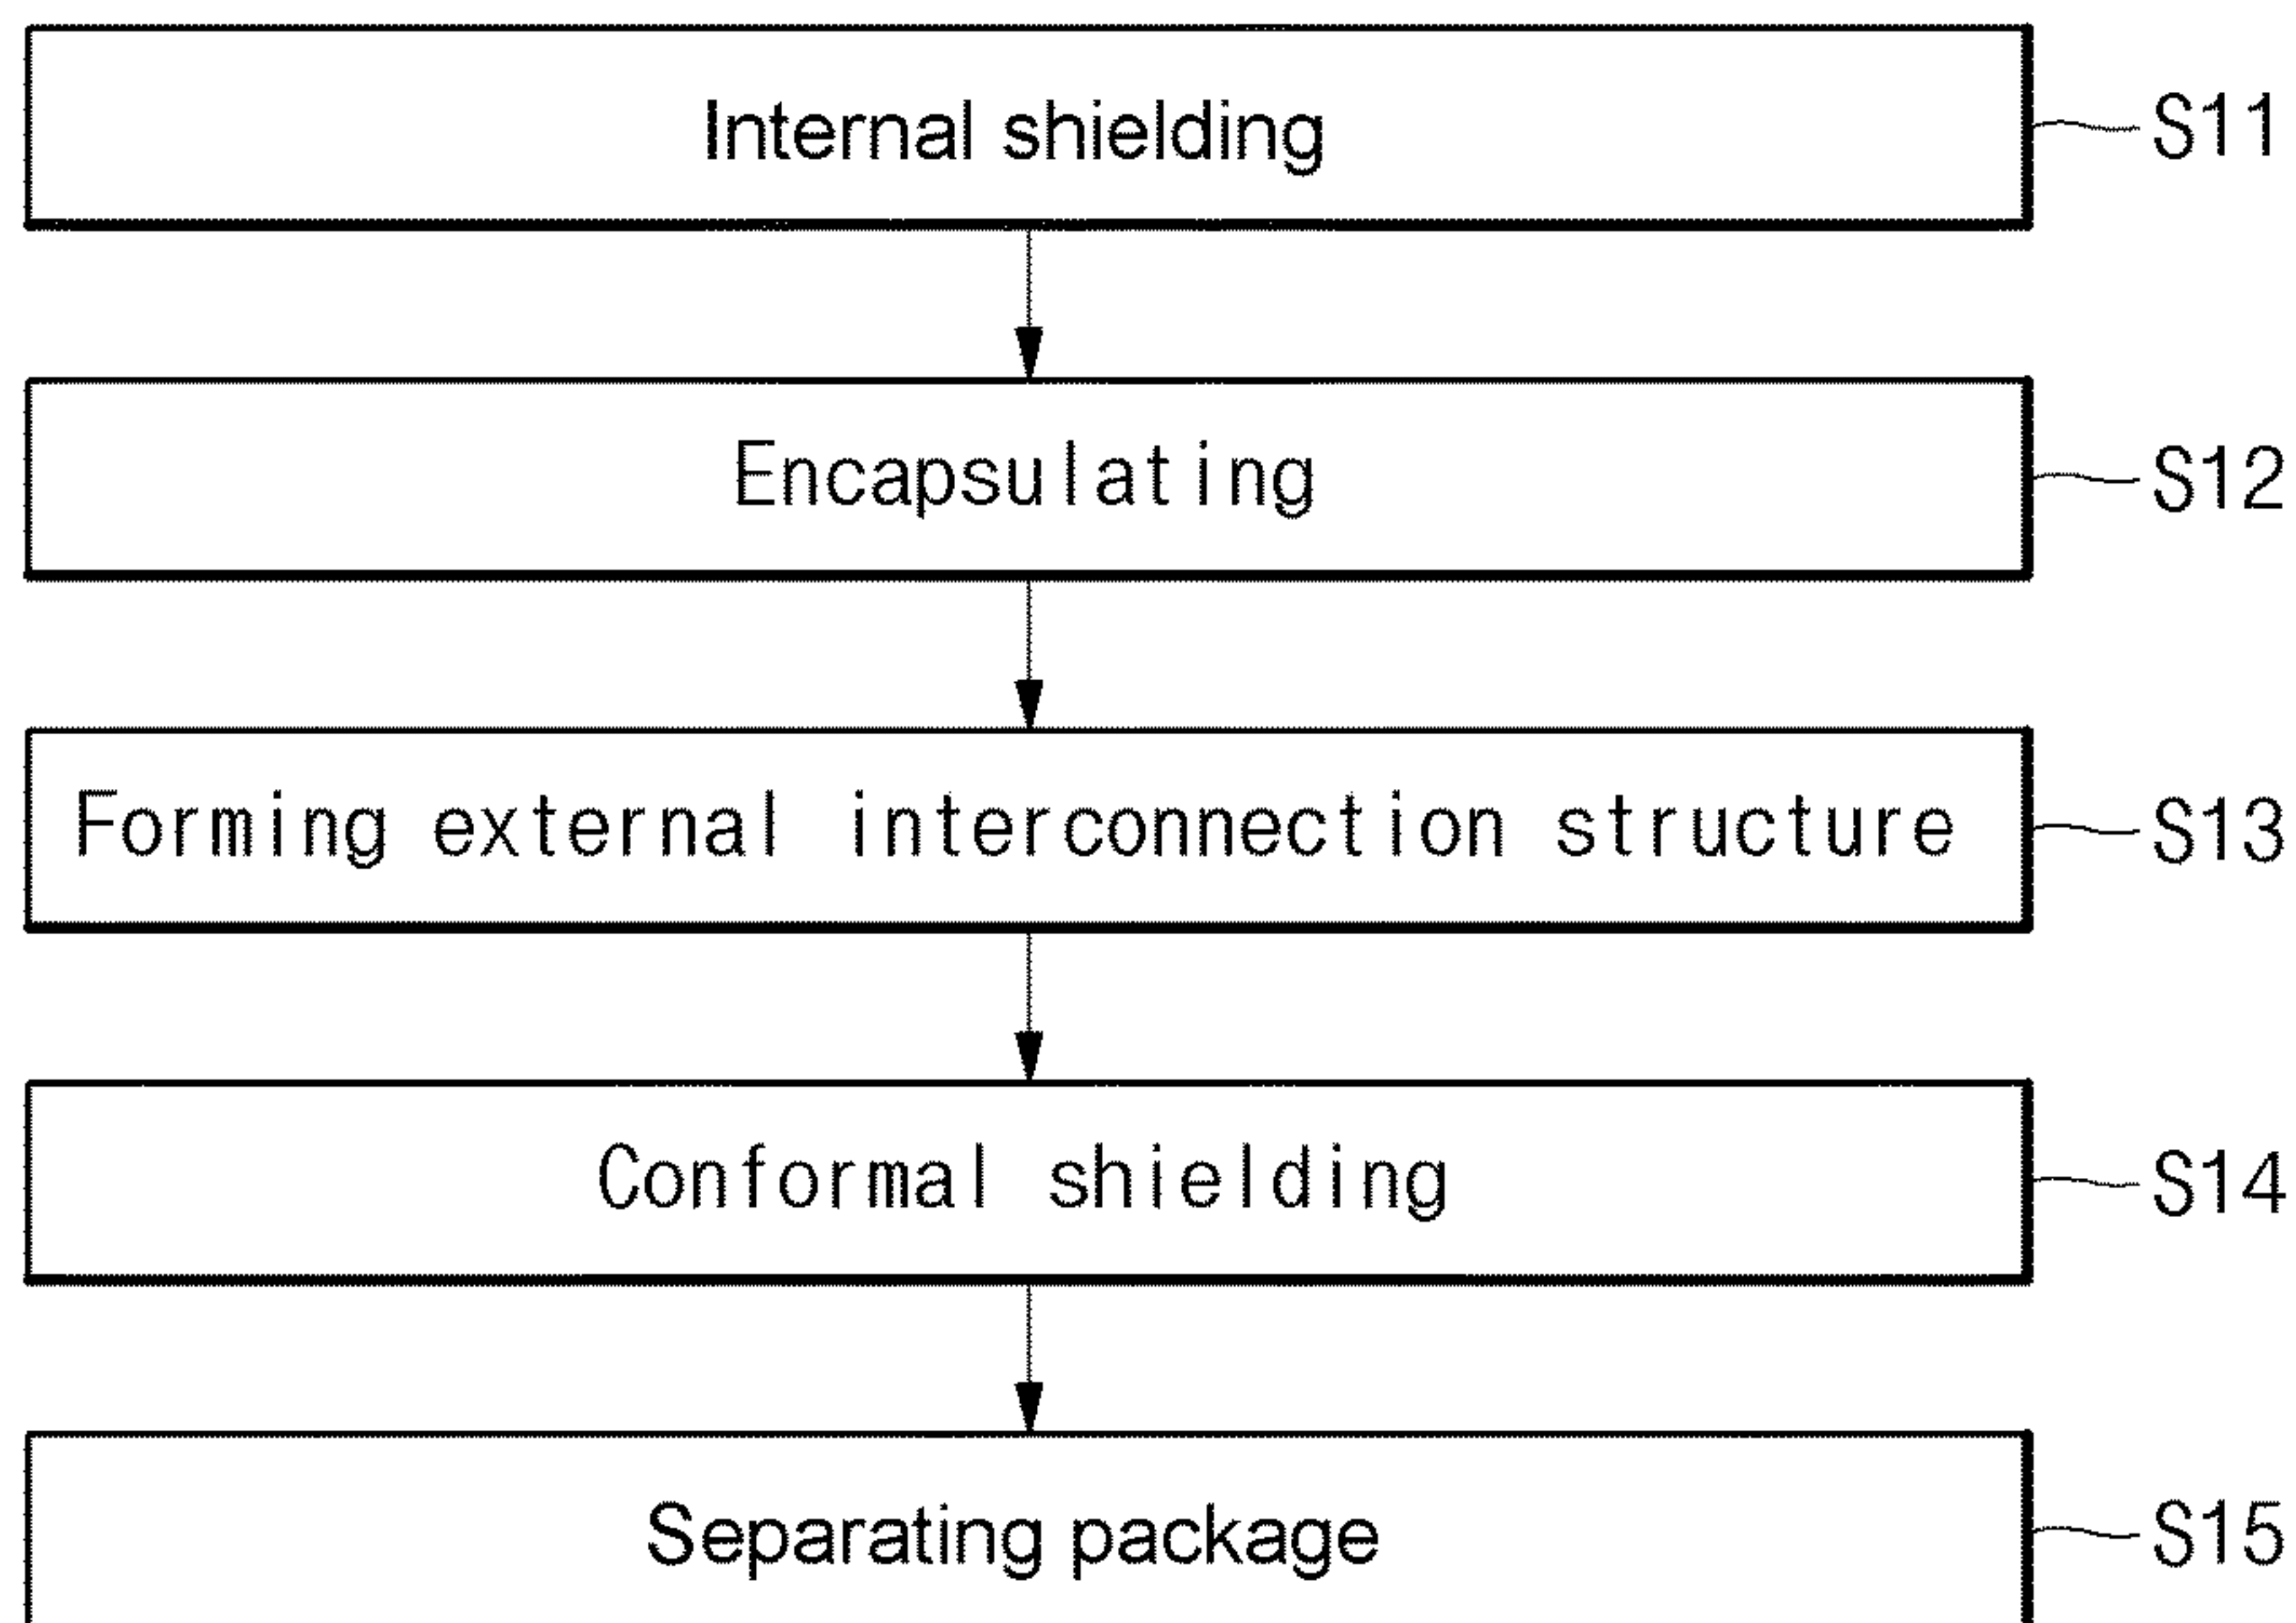 Internal shielding S11
Encapsulating S12
Forming external interconnection structure S13
Conformal shielding S14
Separating package S15